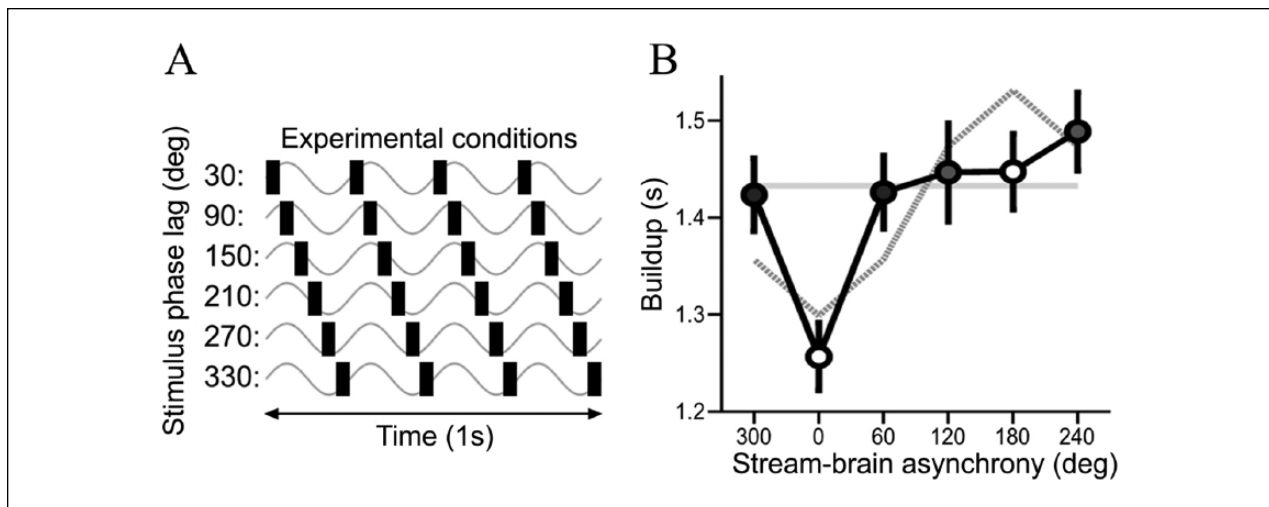 A
Stimulus phase lag (deg)
Experimental conditions
30:
90:
150:
210:
270:
330:
Time (1s)
B
Buildup (s)
1.5
1.4
1.3
1.2
300 0 60 120 180 240
Stream-brain asynchrony (deg)